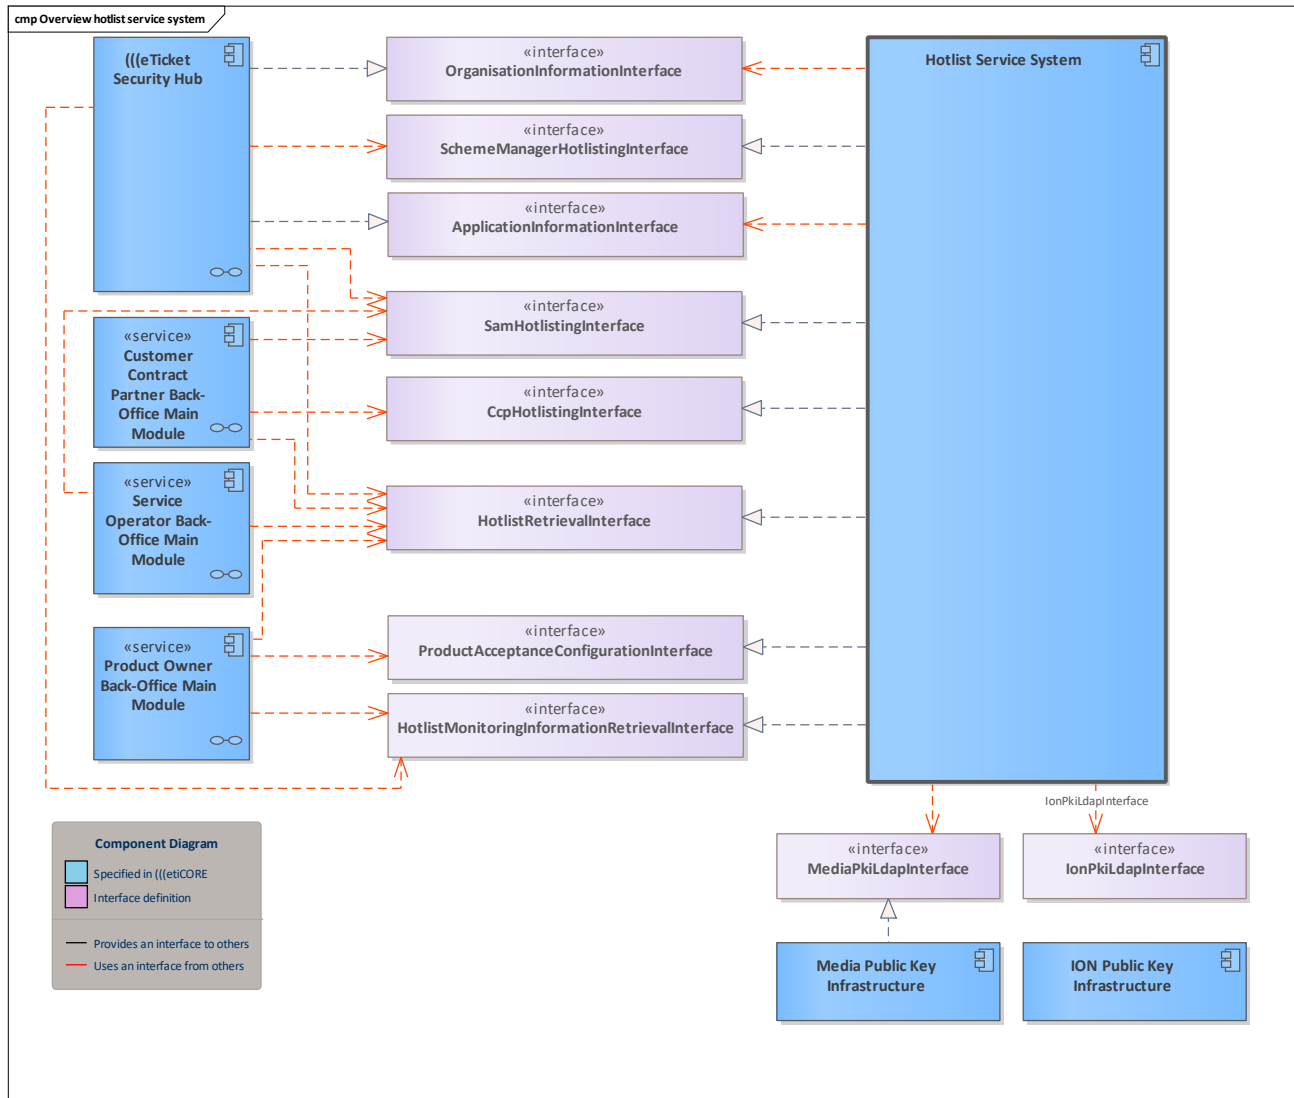 cmp Overview hotlist service system
(((eTicket
Security Hub
«interface»
OrganisationInformationInterface
Hotlist Service System
«interface»
SchemeManagerHotlistingInterface
«interface»
ApplicationInformationInterface
«interface»
SamHotlistingInterface
«service»
Customer
Contract
Partner Back-
Office Main
Module
«interface»
CcpHotlistingInterface
«service»
Service
Operator Back-
Office Main
Module
«interface»
HotlistRetrievalInterface
«service»
Product Owner
Back-Office Main
Module
«interface»
ProductAcceptanceConfigurationInterface
«interface»
HotlistMonitoringInformationRetrievalInterface
IonPkiLdapInterface
«interface»
MediaPkiLdapInterface
«interface»
IonPkiLdapInterface
Component Diagram
Specified in (((etiCORE
Interface definition
Provides an interface to others
Uses an interface from others
Media Public Key
Infrastructure
ION Public Key
Infrastructure